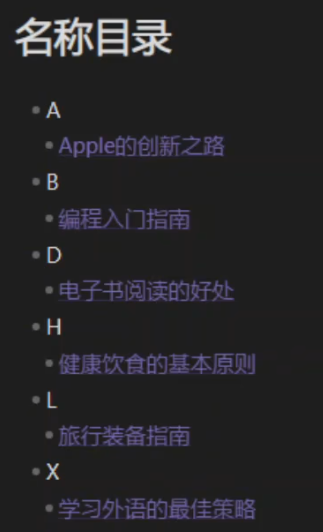 名称目录
A
Apple的创新之路
B
编程入门指南
D
电子书阅读的好处
H
健康饮食的基本原则
L
旅行装备指南
X
学习外语的最佳策略